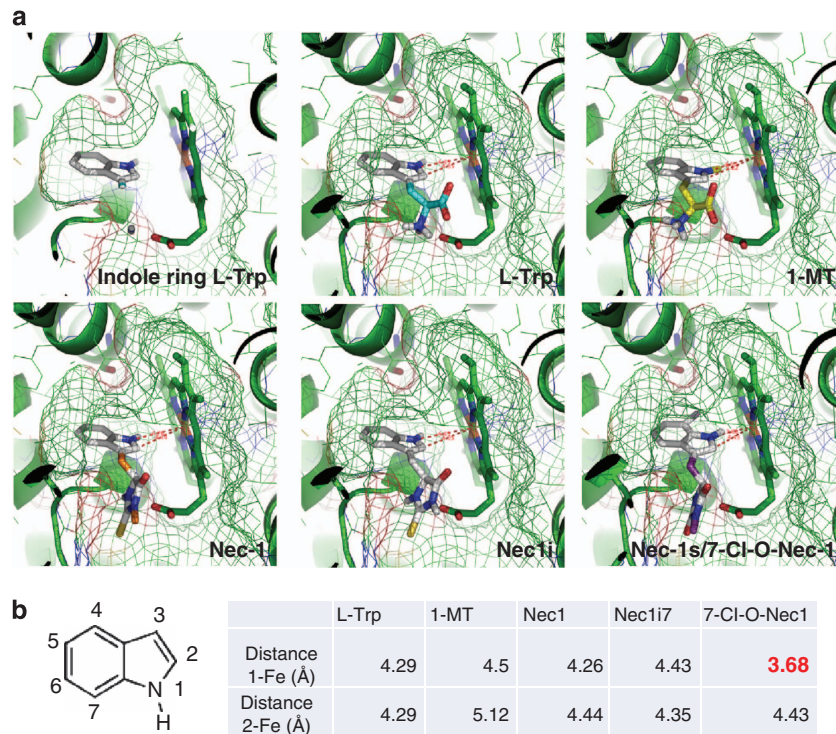 a
Indole ring L-Trp
L-Trp
1-MT
Nec-1
Nec1i
Nec-1s/7-Cl-O-Nec-1
b
4
3
5
2
6
1
7
N
H
L-Trp 1-MT Nec1 Nec1i7 7-Cl-O-Nec1
Distance
1-Fe (Å) 4.29 4.5 4.26 4.43 3.68
Distance
2-Fe (Å) 4.29 5.12 4.44 4.35 4.43